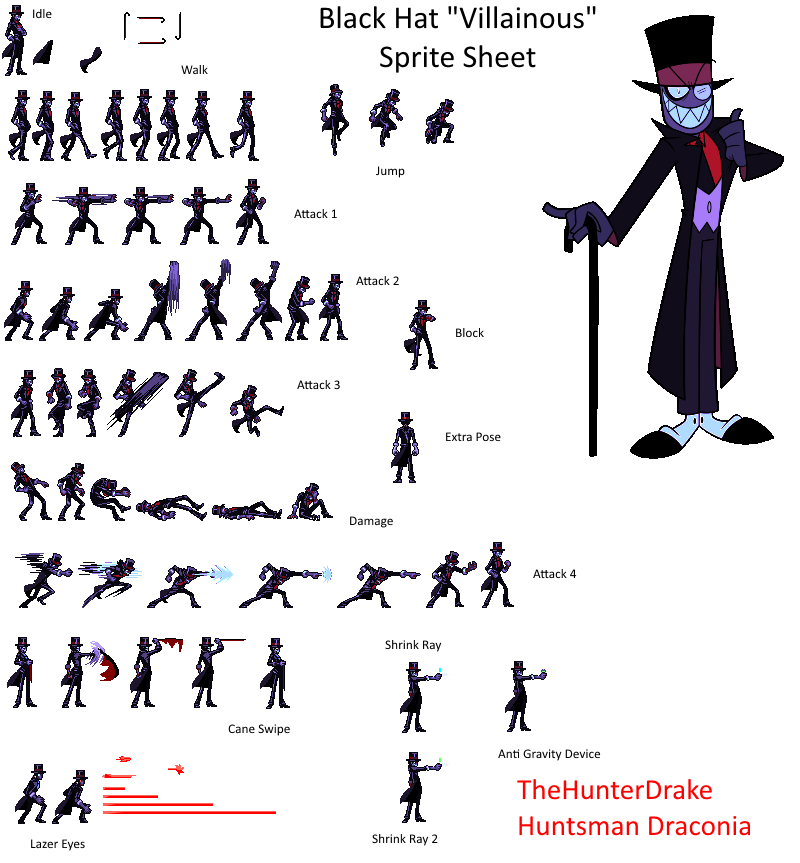 Black Hat "Villainous"
Sprite Sheet
Idle
Walk
Jump
Attack 1
Attack 2
Block
Attack 3
Extra Pose
Damage
Attack 4
Cane Swipe
Shrink Ray
Anti Gravity Device
Lazer Eyes
Shrink Ray 2
TheHunterDrake
Huntsman Draconia